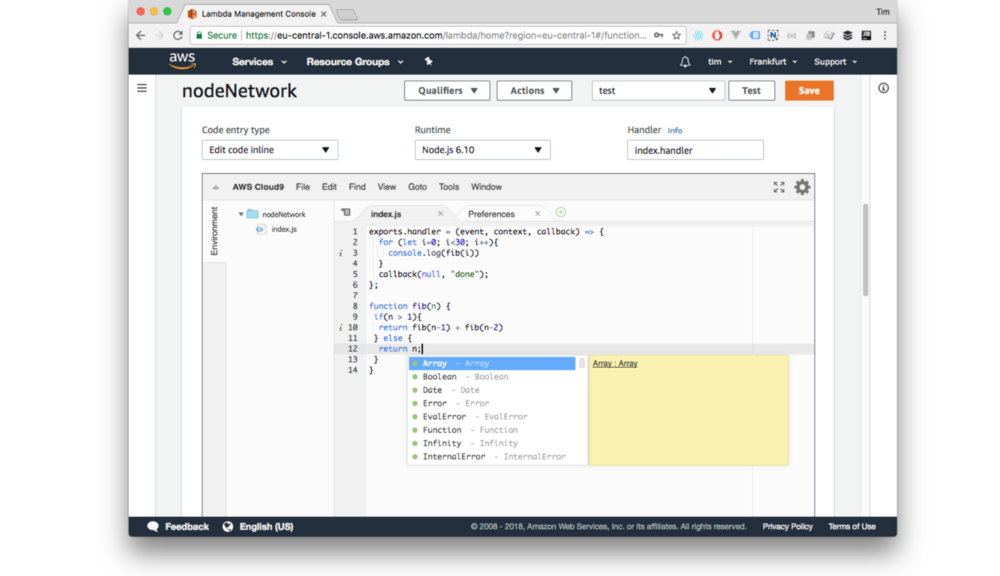 Lambda Management Console
Tim
Secure https://eu-central-1.console.aws.amazon.com/lambda/home?region=eu-central-1#/function...
aws Services Resource Groups tim Frankfurt Support
nodeNetwork Qualifiers Actions test Test Save
Code entry type Runtime Handler Info
Edit code inline Node.js 6.10 index.handler
AWS Cloud9 File Edit Find View Goto Tools Window
Environment
nodeNetwork
index.js
index.js Preferences
1 exports.handler = (event, context, callback) => {
2 for (let i=0; i<30; i++){
i 3 console.log(fib(i))
4 }
5 callback(null, "done");
6 };
7
8 function fib(n) {
9 if(n > 1){
i 10 return fib(n-1) + fib(n-2)
11 } else {
12 return n;
13 }
14 }
Array - Array
Boolean - Boolean
Date - Date
Error - Error
EvalError - EvalError
Function - Function
Infinity - Infinity
InternalError - InternalError
Array : Array
Feedback English (US) © 2008 - 2018, Amazon Web Services, Inc. or its affiliates. All rights reserved. Privacy Policy Terms of Use